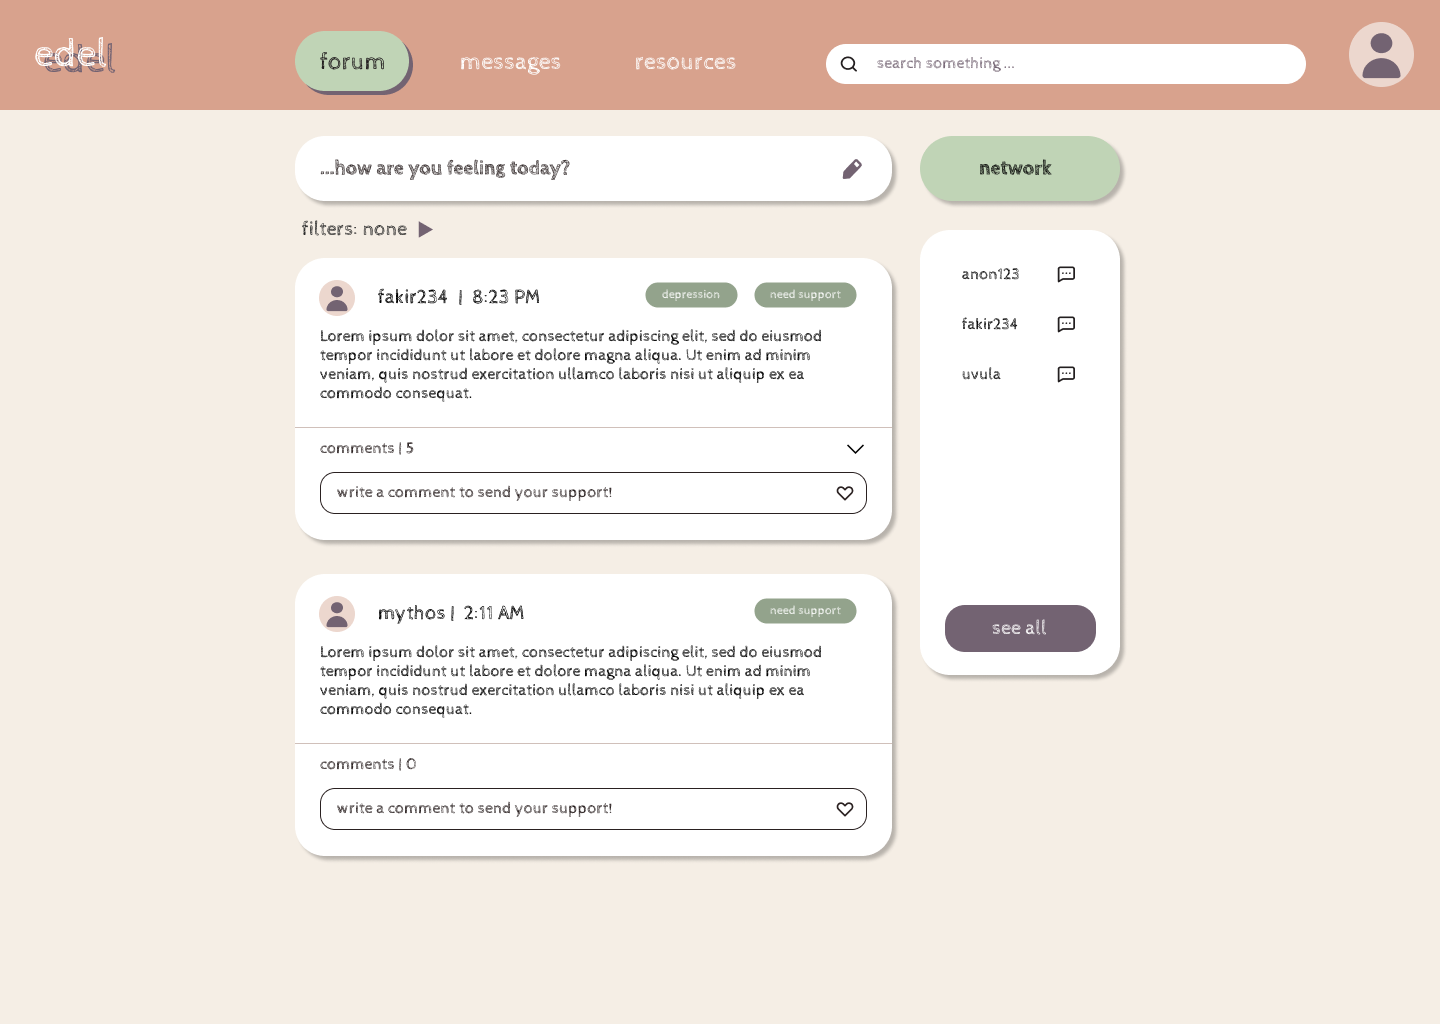 edel
forum
messages
resources
search something ...
...how are you feeling today?
network
filters: none
fakir234 | 8:23 PM
depression
need support
Lorem ipsum dolor sit amet, consectetur adipiscing elit, sed do eiusmod
tempor incididunt ut labore et dolore magna aliqua. Ut enim ad minim
veniam, quis nostrud exercitation ullamco laboris nisi ut aliquip ex ea
commodo consequat.
comments | 5
write a comment to send your support!
mythos | 2:11 AM
need support
Lorem ipsum dolor sit amet, consectetur adipiscing elit, sed do eiusmod
tempor incididunt ut labore et dolore magna aliqua. Ut enim ad minim
veniam, quis nostrud exercitation ullamco laboris nisi ut aliquip ex ea
commodo consequat.
comments | 0
write a comment to send your support!
anon123
fakir234
uvula
see all